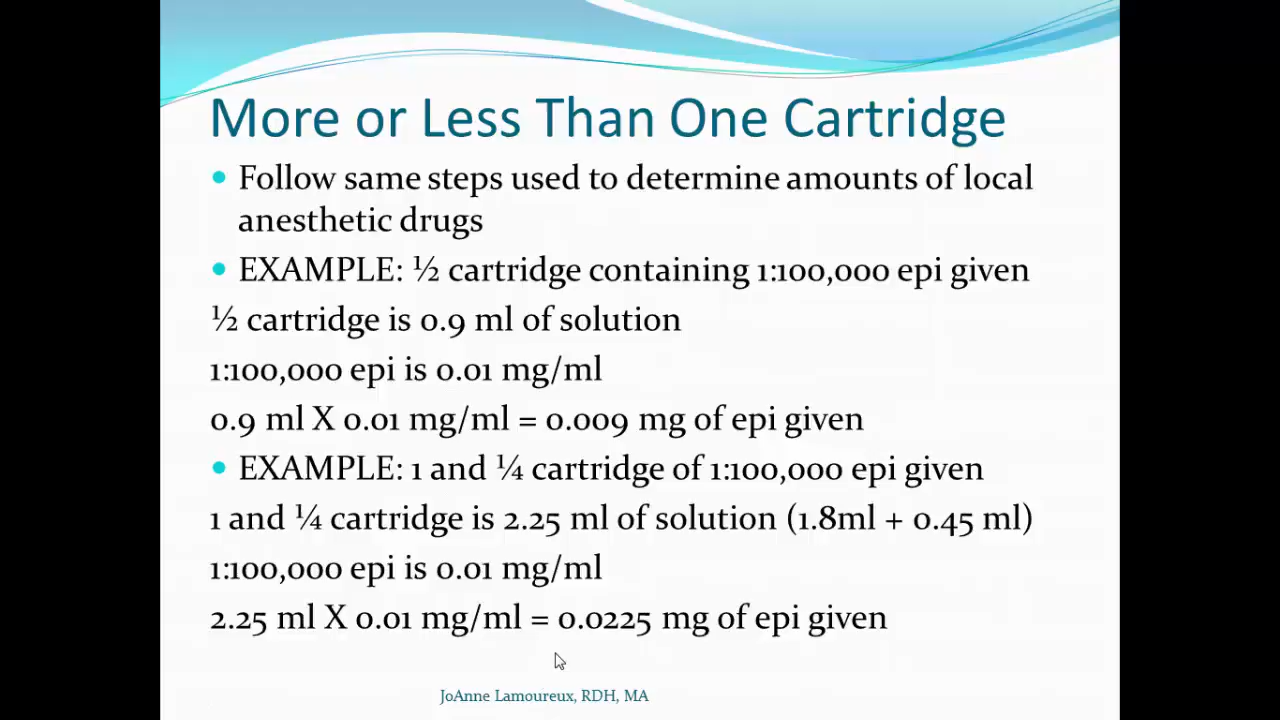 More or Less Than One Cartridge
• Follow same steps used to determine amounts of local
anesthetic drugs
• EXAMPLE: ½ cartridge containing 1:100,000 epi given
½ cartridge is 0.9 ml of solution
1:100,000 epi is 0.01 mg/ml
0.9 ml X 0.01 mg/ml = 0.009 mg of epi given
• EXAMPLE: 1 and ¼ cartridge of 1:100,000 epi given
1 and ¼ cartridge is 2.25 ml of solution (1.8ml + 0.45 ml)
1:100,000 epi is 0.01 mg/ml
2.25 ml X 0.01 mg/ml = 0.0225 mg of epi given
JoAnne Lamoureux, RDH, MA